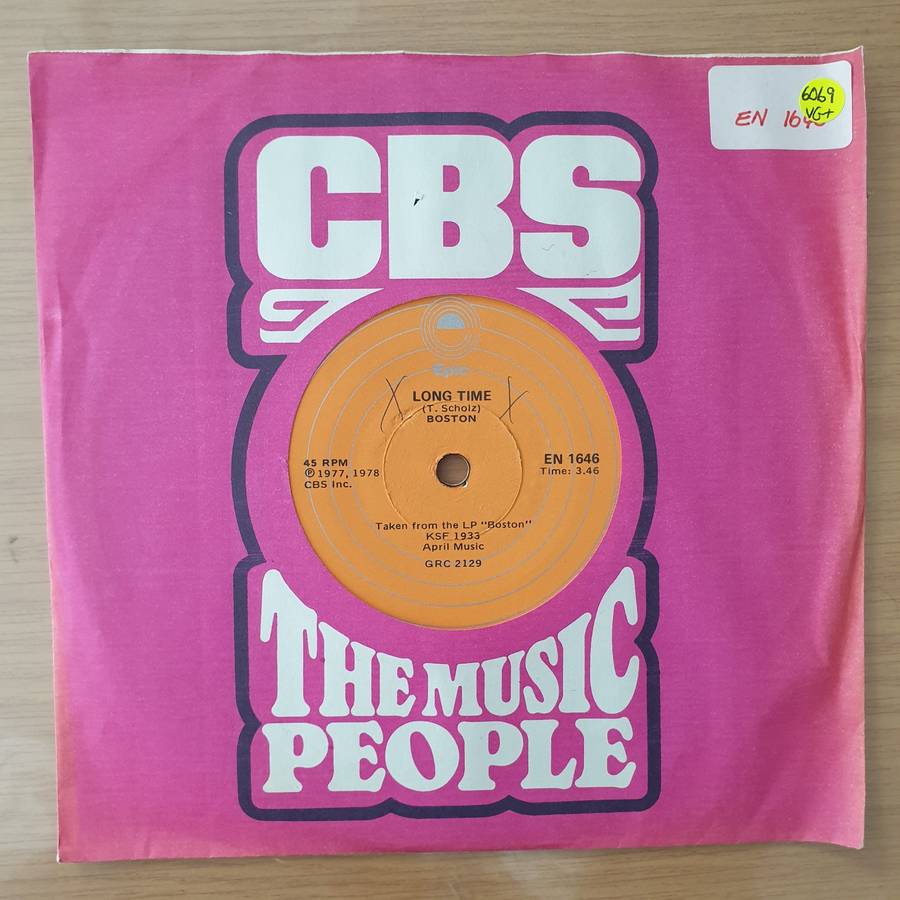 6069
VG+
EN 1646
CBS
Epic
LONG TIME
(T. Scholz)
BOSTON
45 RPM
℗ 1977, 1978
CBS Inc.
EN 1646
Time: 3.46
Taken from the LP "Boston"
KSF 1933
April Music
GRC 2129
THE MUSIC
PEOPLE